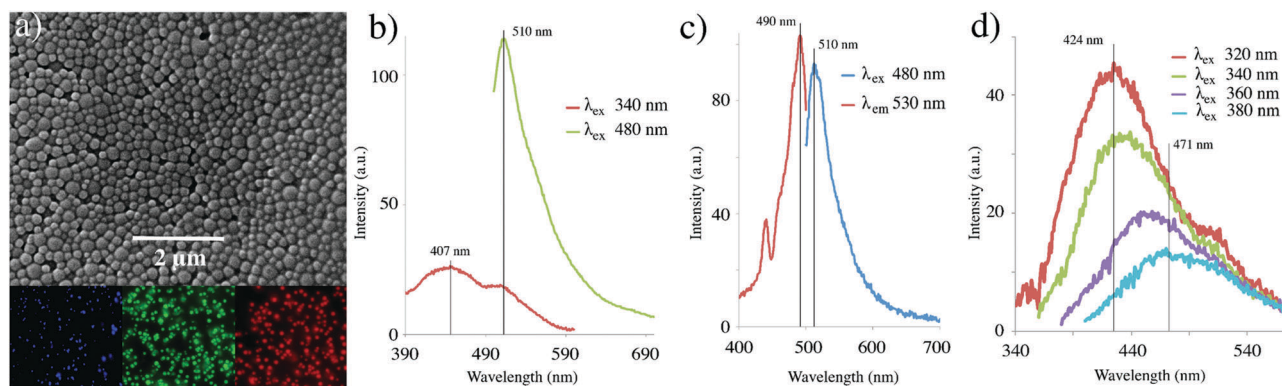 a)
2 μm
b)
510 nm
100
λex 340 nm
λex 480 nm
50
407 nm
0
390 490 590 690
Intensity (a.u.)
Wavelength (nm)
c)
490 nm
510 nm
λex 480 nm
λem 530 nm
80
40
0
400 500 600 700
Intensity (a.u.)
Wavelength (nm)
d)
424 nm
λex 320 nm
λex 340 nm
λex 360 nm
λex 380 nm
471 nm
40
20
0
340 440 540
Intensity (a.u.)
Wavelength (nm)